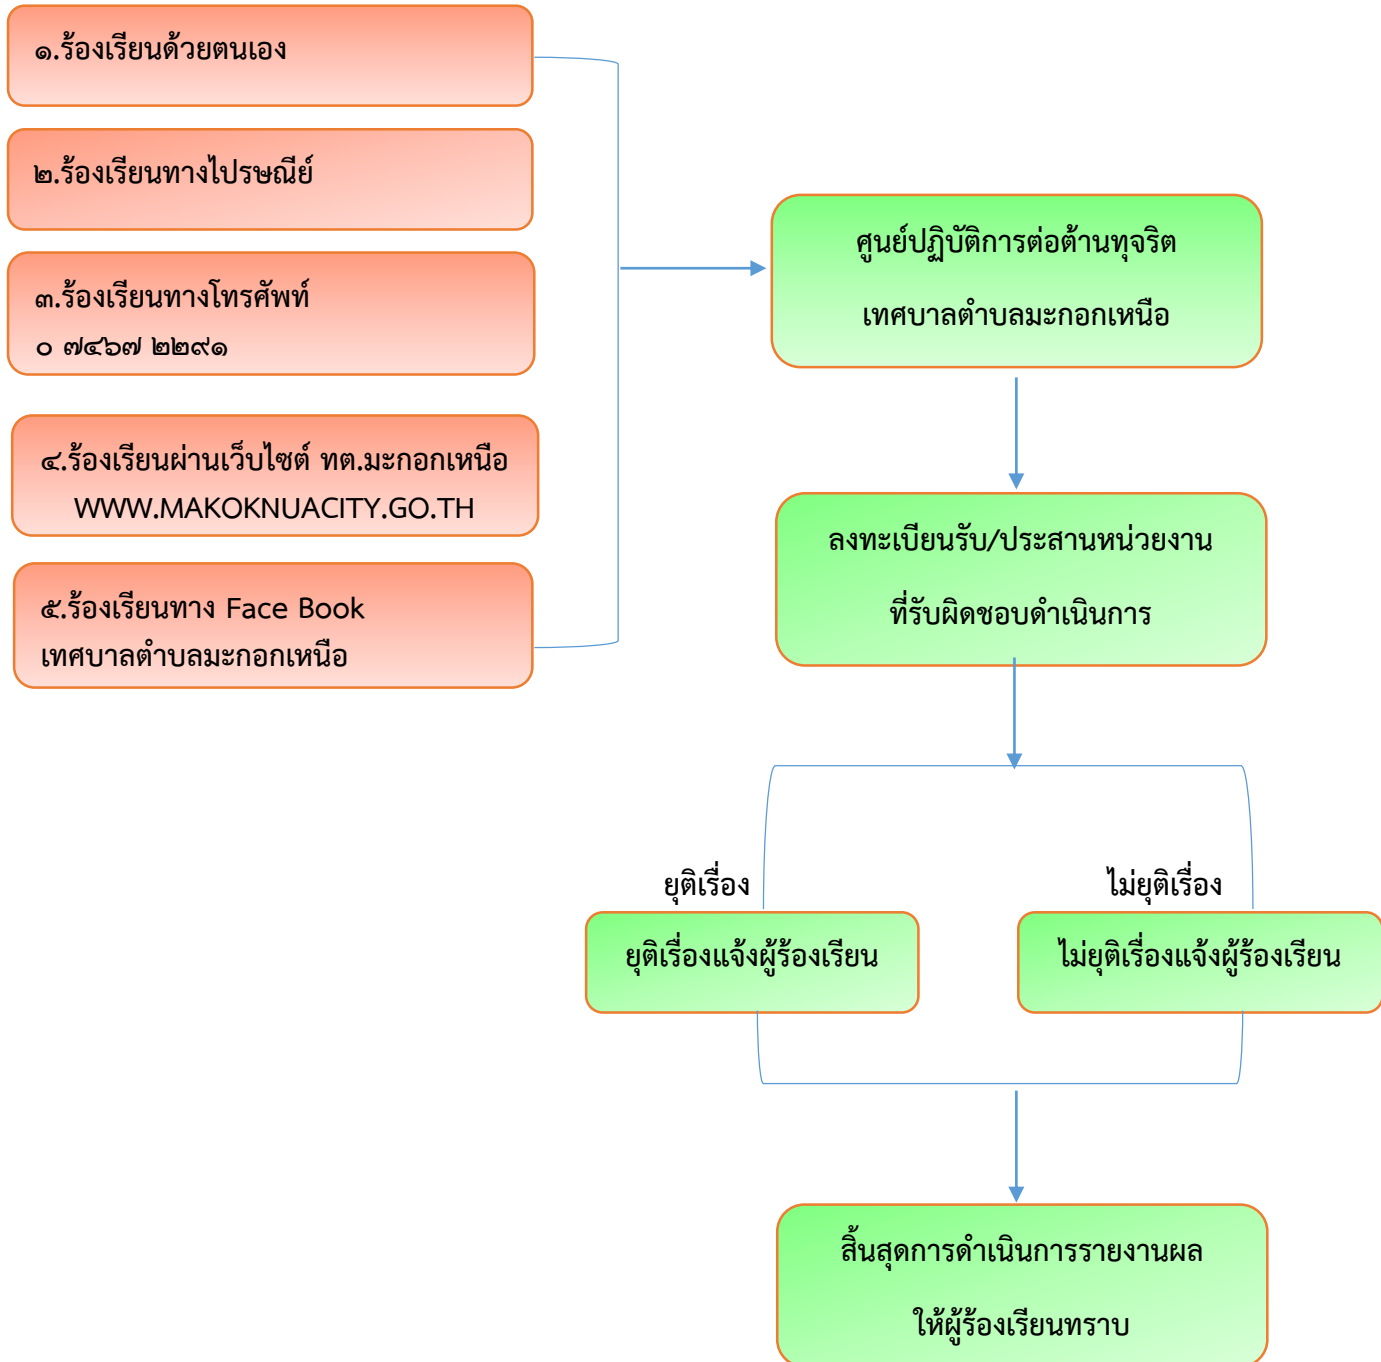 ๑.ร้องเรียนด้วยตนเอง
๒.ร้องเรียนทางไปรษณีย์
๓.ร้องเรียนทางโทรศัพท์
๐ ๗๔๖๗ ๒๒๙๑
๔.ร้องเรียนผ่านเว็บไซต์ ทต.มะกอกเหนือ
WWW.MAKOKNUACITY.GO.TH
๕.ร้องเรียนทาง Face Book
เทศบาลตำบลมะกอกเหนือ
ศูนย์ปฏิบัติการต่อต้านทุจริต
เทศบาลตำบลมะกอกเหนือ
ลงทะเบียนรับ/ประสานหน่วยงาน
ที่รับผิดชอบดำเนินการ
ยุติเรื่อง
ไม่ยุติเรื่อง
ยุติเรื่องแจ้งผู้ร้องเรียน
ไม่ยุติเรื่องแจ้งผู้ร้องเรียน
สิ้นสุดการดำเนินการรายงานผล
ให้ผู้ร้องเรียนทราบ